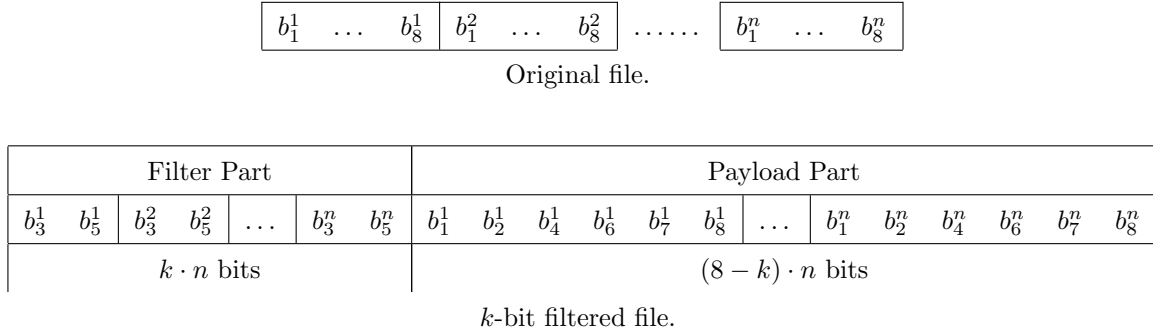 b_1^1 … b_8^1 b_1^2 … b_8^2 …… b_1^n … b_8^n
Original file.
Filter Part Payload Part
b_3^1 b_5^1 b_3^2 b_5^2 … b_3^n b_5^n b_1^1 b_2^1 b_4^1 b_6^1 b_7^1 b_8^1 … b_1^n b_2^n b_4^n b_6^n b_7^n b_8^n
k · n bits (8 − k) · n bits
k-bit filtered file.